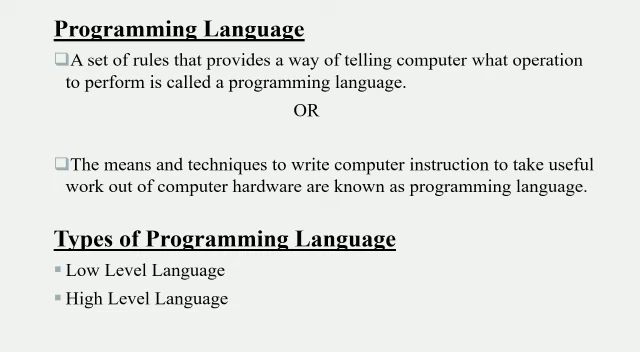 Programming Language
❑A set of rules that provides a way of telling computer what operation
to perform is called a programming language.
OR
❑The means and techniques to write computer instruction to take useful
work out of computer hardware are known as programming language.
Types of Programming Language
▪ Low Level Language
▪ High Level Language